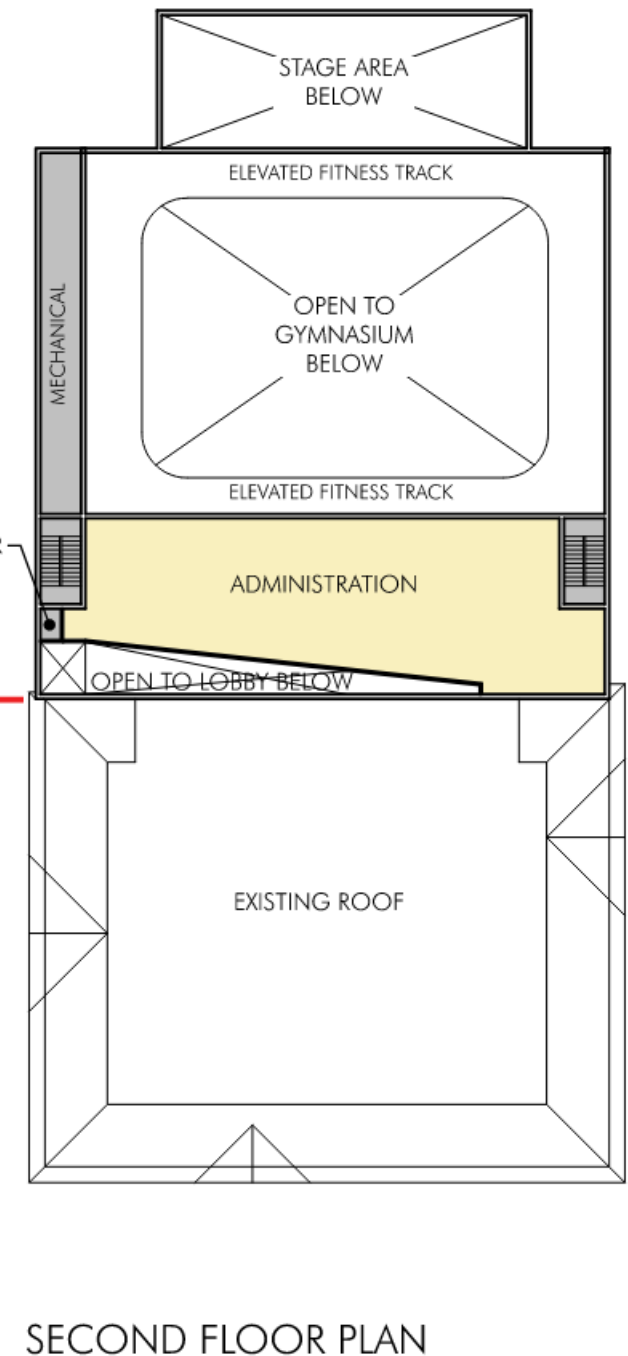 STAGE AREA
BELOW
ELEVATED FITNESS TRACK
MECHANICAL
OPEN TO
GYMNASIUM
BELOW
ELEVATED FITNESS TRACK
R
ADMINISTRATION
OPEN TO LOBBY BELOW
EXISTING ROOF
SECOND FLOOR PLAN